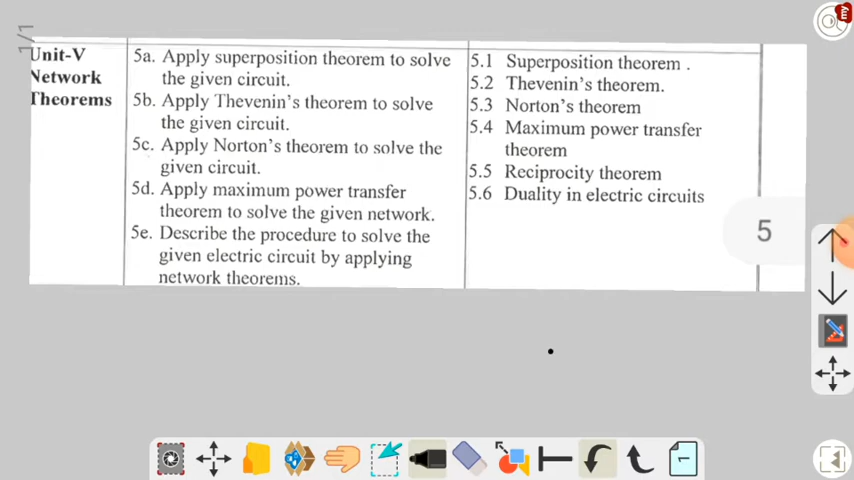 1/1
Unit-V
Network
Theorems
5a. Apply superposition theorem to solve
the given circuit.
5b. Apply Thevenin's theorem to solve
the given circuit.
5c. Apply Norton's theorem to solve the
given circuit.
5d. Apply maximum power transfer
theorem to solve the given network.
5e. Describe the procedure to solve the
given electric circuit by applying
network theorems.
5.1 Superposition theorem .
5.2 Thevenin's theorem.
5.3 Norton's theorem
5.4 Maximum power transfer
theorem
5.5 Reciprocity theorem
5.6 Duality in electric circuits
5
my
1